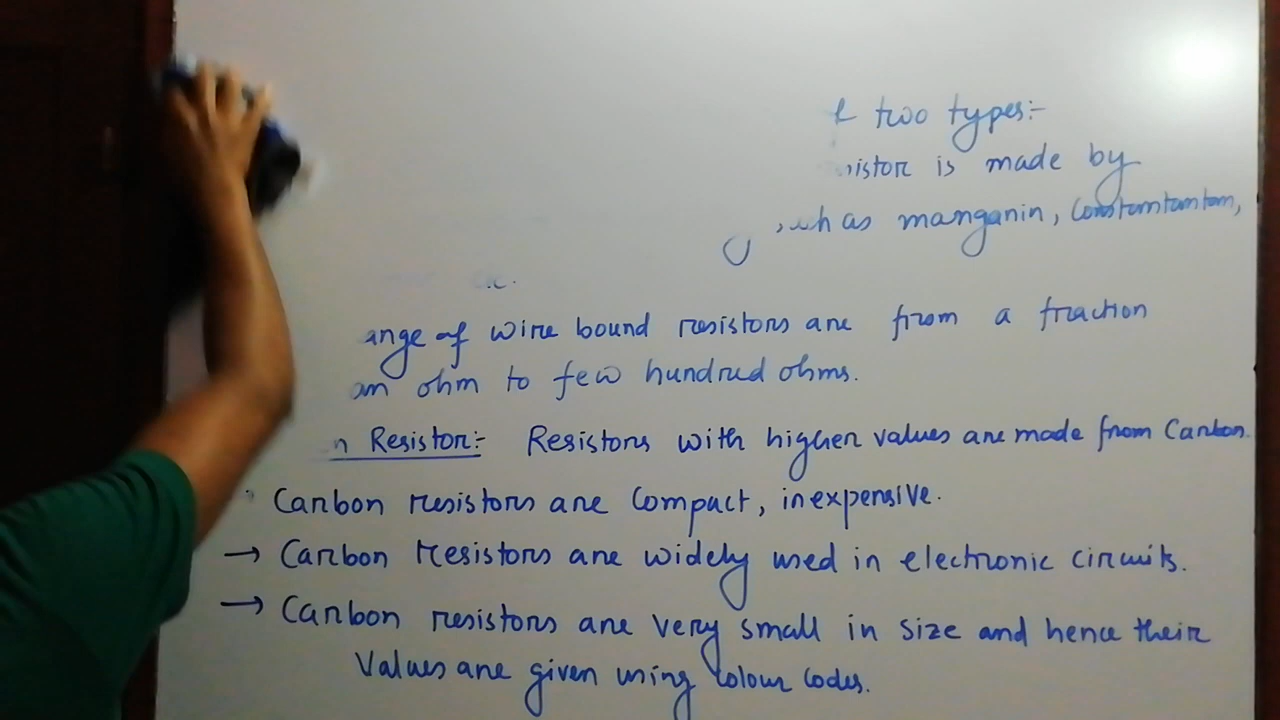 two types:-
istor is made by
such as manganin, Constantantan,
ange of wire bound resistors are from a fraction
an ohm to few hundred ohms.
n Resistor:- Resistors with higher values are made from Carbon.
Carbon resistors are compact, inexpensive.
→ Carbon resistors are widely used in electronic circuits.
→ Carbon resistors are very small in size and hence their
Values are given using colour codes.